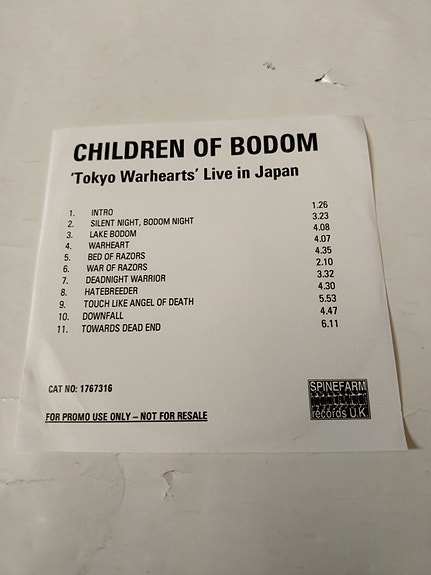 CHILDREN OF BODOM
'Tokyo Warhearts' Live in Japan
1. INTRO 1.26
2. SILENT NIGHT, BODOM NIGHT 3.23
3. LAKE BODOM 4.08
4. WARHEART 4.07
5. BED OF RAZORS 4.35
6. WAR OF RAZORS 2.10
7. DEADNIGHT WARRIOR 3.32
8. HATEBREEDER 4.30
9. TOUCH LIKE ANGEL OF DEATH 5.53
10. DOWNFALL 4.47
11. TOWARDS DEAD END 6.11
CAT NO: 1767316
FOR PROMO USE ONLY – NOT FOR RESALE
SPINEFARM
records U.K.